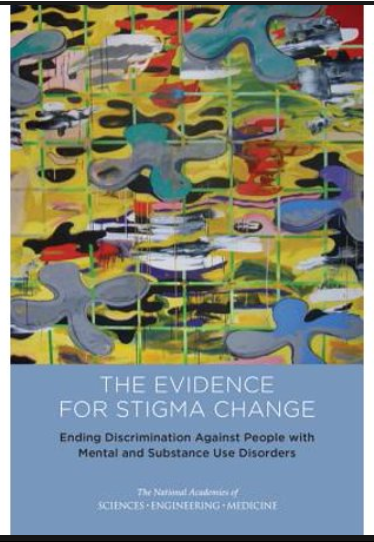 THE EVIDENCE
FOR STIGMA CHANGE
Ending Discrimination Against People with
Mental and Substance Use Disorders
The National Academies of
SCIENCES • ENGINEERING • MEDICINE